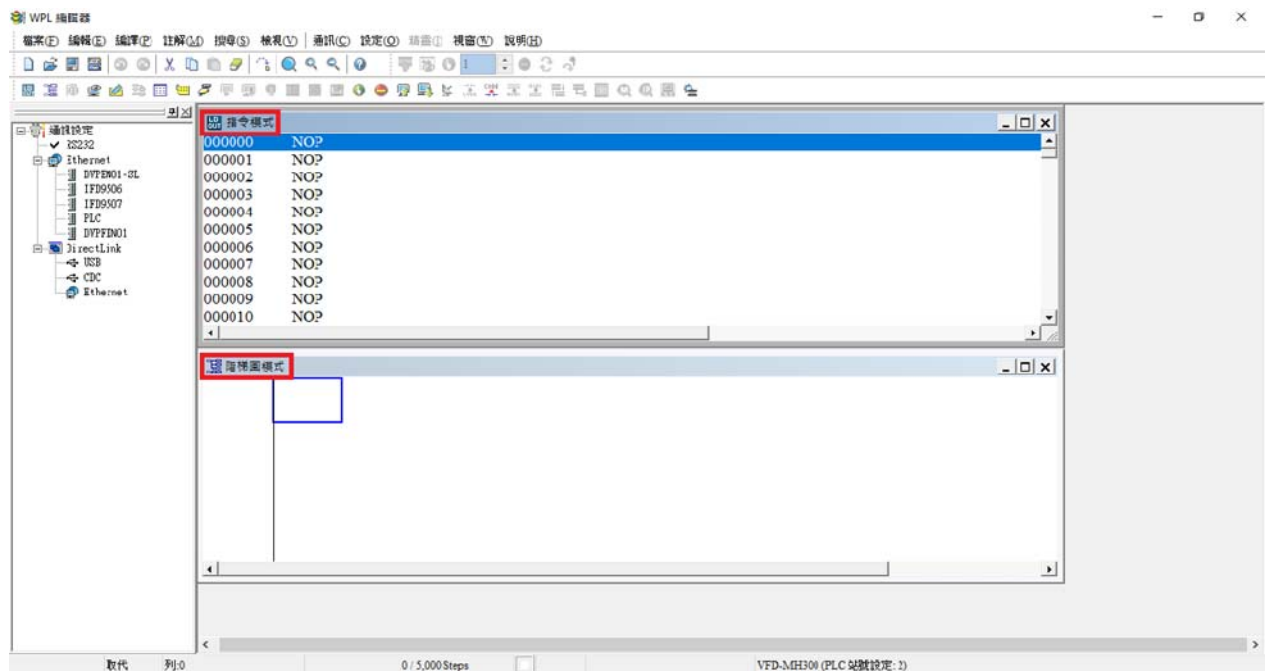 WPL 編輯器
檔案(F) 編輯(E) 編譯(P) 註解(M) 搜尋(S) 檢視(V) 通訊(C) 設定(O) 精靈(I) 視窗(W) 說明(H)
1
通訊設定
RS232
Ethernet
DVPEN01-SL
IFD9506
IFD9507
PLC
DVPFEN01
DirectLink
USB
CDC
Ethernet
指令模式
000000 NOP
000001 NOP
000002 NOP
000003 NOP
000004 NOP
000005 NOP
000006 NOP
000007 NOP
000008 NOP
000009 NOP
000010 NOP
階梯圖模式
取代 列:0 0 / 5,000 Steps VFD-MH300 (PLC 站號設定: 2)